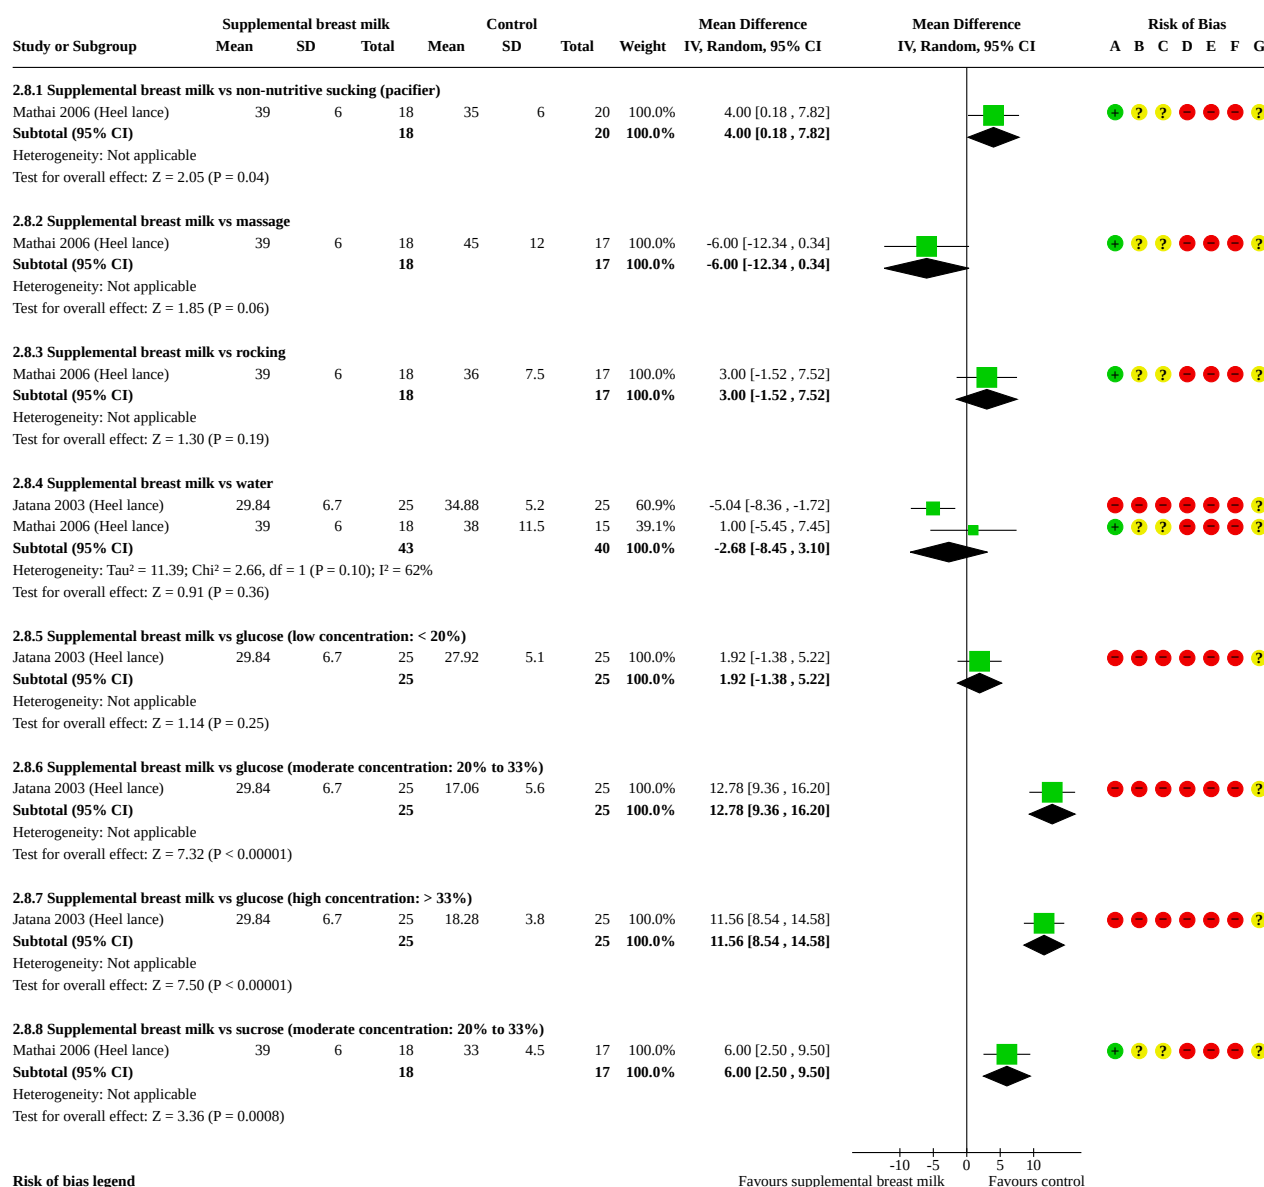 Supplemental breast milk Control Mean Difference Mean Difference Risk of Bias
Study or Subgroup Mean SD Total Mean SD Total Weight IV, Random, 95% CI IV, Random, 95% CI A B C D E F G
2.8.1 Supplemental breast milk vs non-nutritive sucking (pacifier)
Mathai 2006 (Heel lance) 39 6 18 35 6 20 100.0% 4.00 [0.18 , 7.82] + ? ? − − − ?
Subtotal (95% CI) 18 20 100.0% 4.00 [0.18 , 7.82]
Heterogeneity: Not applicable
Test for overall effect: Z = 2.05 (P = 0.04)
2.8.2 Supplemental breast milk vs massage
Mathai 2006 (Heel lance) 39 6 18 45 12 17 100.0% -6.00 [-12.34 , 0.34] + ? ? − − − ?
Subtotal (95% CI) 18 17 100.0% -6.00 [-12.34 , 0.34]
Heterogeneity: Not applicable
Test for overall effect: Z = 1.85 (P = 0.06)
2.8.3 Supplemental breast milk vs rocking
Mathai 2006 (Heel lance) 39 6 18 36 7.5 17 100.0% 3.00 [-1.52 , 7.52] + ? ? − − − ?
Subtotal (95% CI) 18 17 100.0% 3.00 [-1.52 , 7.52]
Heterogeneity: Not applicable
Test for overall effect: Z = 1.30 (P = 0.19)
2.8.4 Supplemental breast milk vs water
Jatana 2003 (Heel lance) 29.84 6.7 25 34.88 5.2 25 60.9% -5.04 [-8.36 , -1.72] − − − − − − ?
Mathai 2006 (Heel lance) 39 6 18 38 11.5 15 39.1% 1.00 [-5.45 , 7.45] + ? ? − − − ?
Subtotal (95% CI) 43 40 100.0% -2.68 [-8.45 , 3.10]
Heterogeneity: Tau² = 11.39; Chi² = 2.66, df = 1 (P = 0.10); I² = 62%
Test for overall effect: Z = 0.91 (P = 0.36)
2.8.5 Supplemental breast milk vs glucose (low concentration: < 20%)
Jatana 2003 (Heel lance) 29.84 6.7 25 27.92 5.1 25 100.0% 1.92 [-1.38 , 5.22] − − − − − − ?
Subtotal (95% CI) 25 25 100.0% 1.92 [-1.38 , 5.22]
Heterogeneity: Not applicable
Test for overall effect: Z = 1.14 (P = 0.25)
2.8.6 Supplemental breast milk vs glucose (moderate concentration: 20% to 33%)
Jatana 2003 (Heel lance) 29.84 6.7 25 17.06 5.6 25 100.0% 12.78 [9.36 , 16.20] − − − − − − ?
Subtotal (95% CI) 25 25 100.0% 12.78 [9.36 , 16.20]
Heterogeneity: Not applicable
Test for overall effect: Z = 7.32 (P < 0.00001)
2.8.7 Supplemental breast milk vs glucose (high concentration: > 33%)
Jatana 2003 (Heel lance) 29.84 6.7 25 18.28 3.8 25 100.0% 11.56 [8.54 , 14.58] − − − − − − ?
Subtotal (95% CI) 25 25 100.0% 11.56 [8.54 , 14.58]
Heterogeneity: Not applicable
Test for overall effect: Z = 7.50 (P < 0.00001)
2.8.8 Supplemental breast milk vs sucrose (moderate concentration: 20% to 33%)
Mathai 2006 (Heel lance) 39 6 18 33 4.5 17 100.0% 6.00 [2.50 , 9.50] + ? ? − − − ?
Subtotal (95% CI) 18 17 100.0% 6.00 [2.50 , 9.50]
Heterogeneity: Not applicable
Test for overall effect: Z = 3.36 (P = 0.0008)
-10 -5 0 5 10
Risk of bias legend Favours supplemental breast milk Favours control